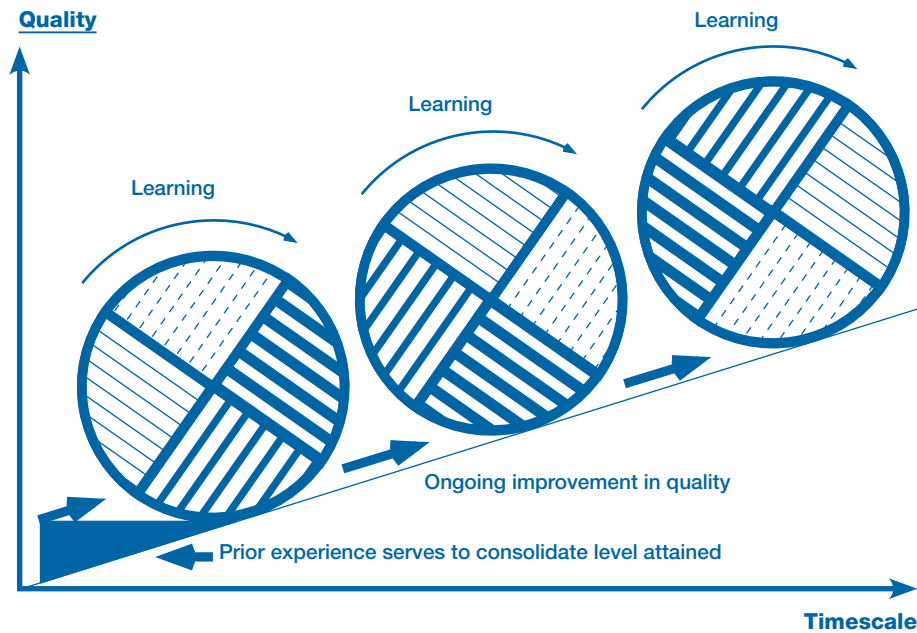 Quality
Learning
Learning
Learning
Ongoing improvement in quality
Prior experience serves to consolidate level attained
Timescale